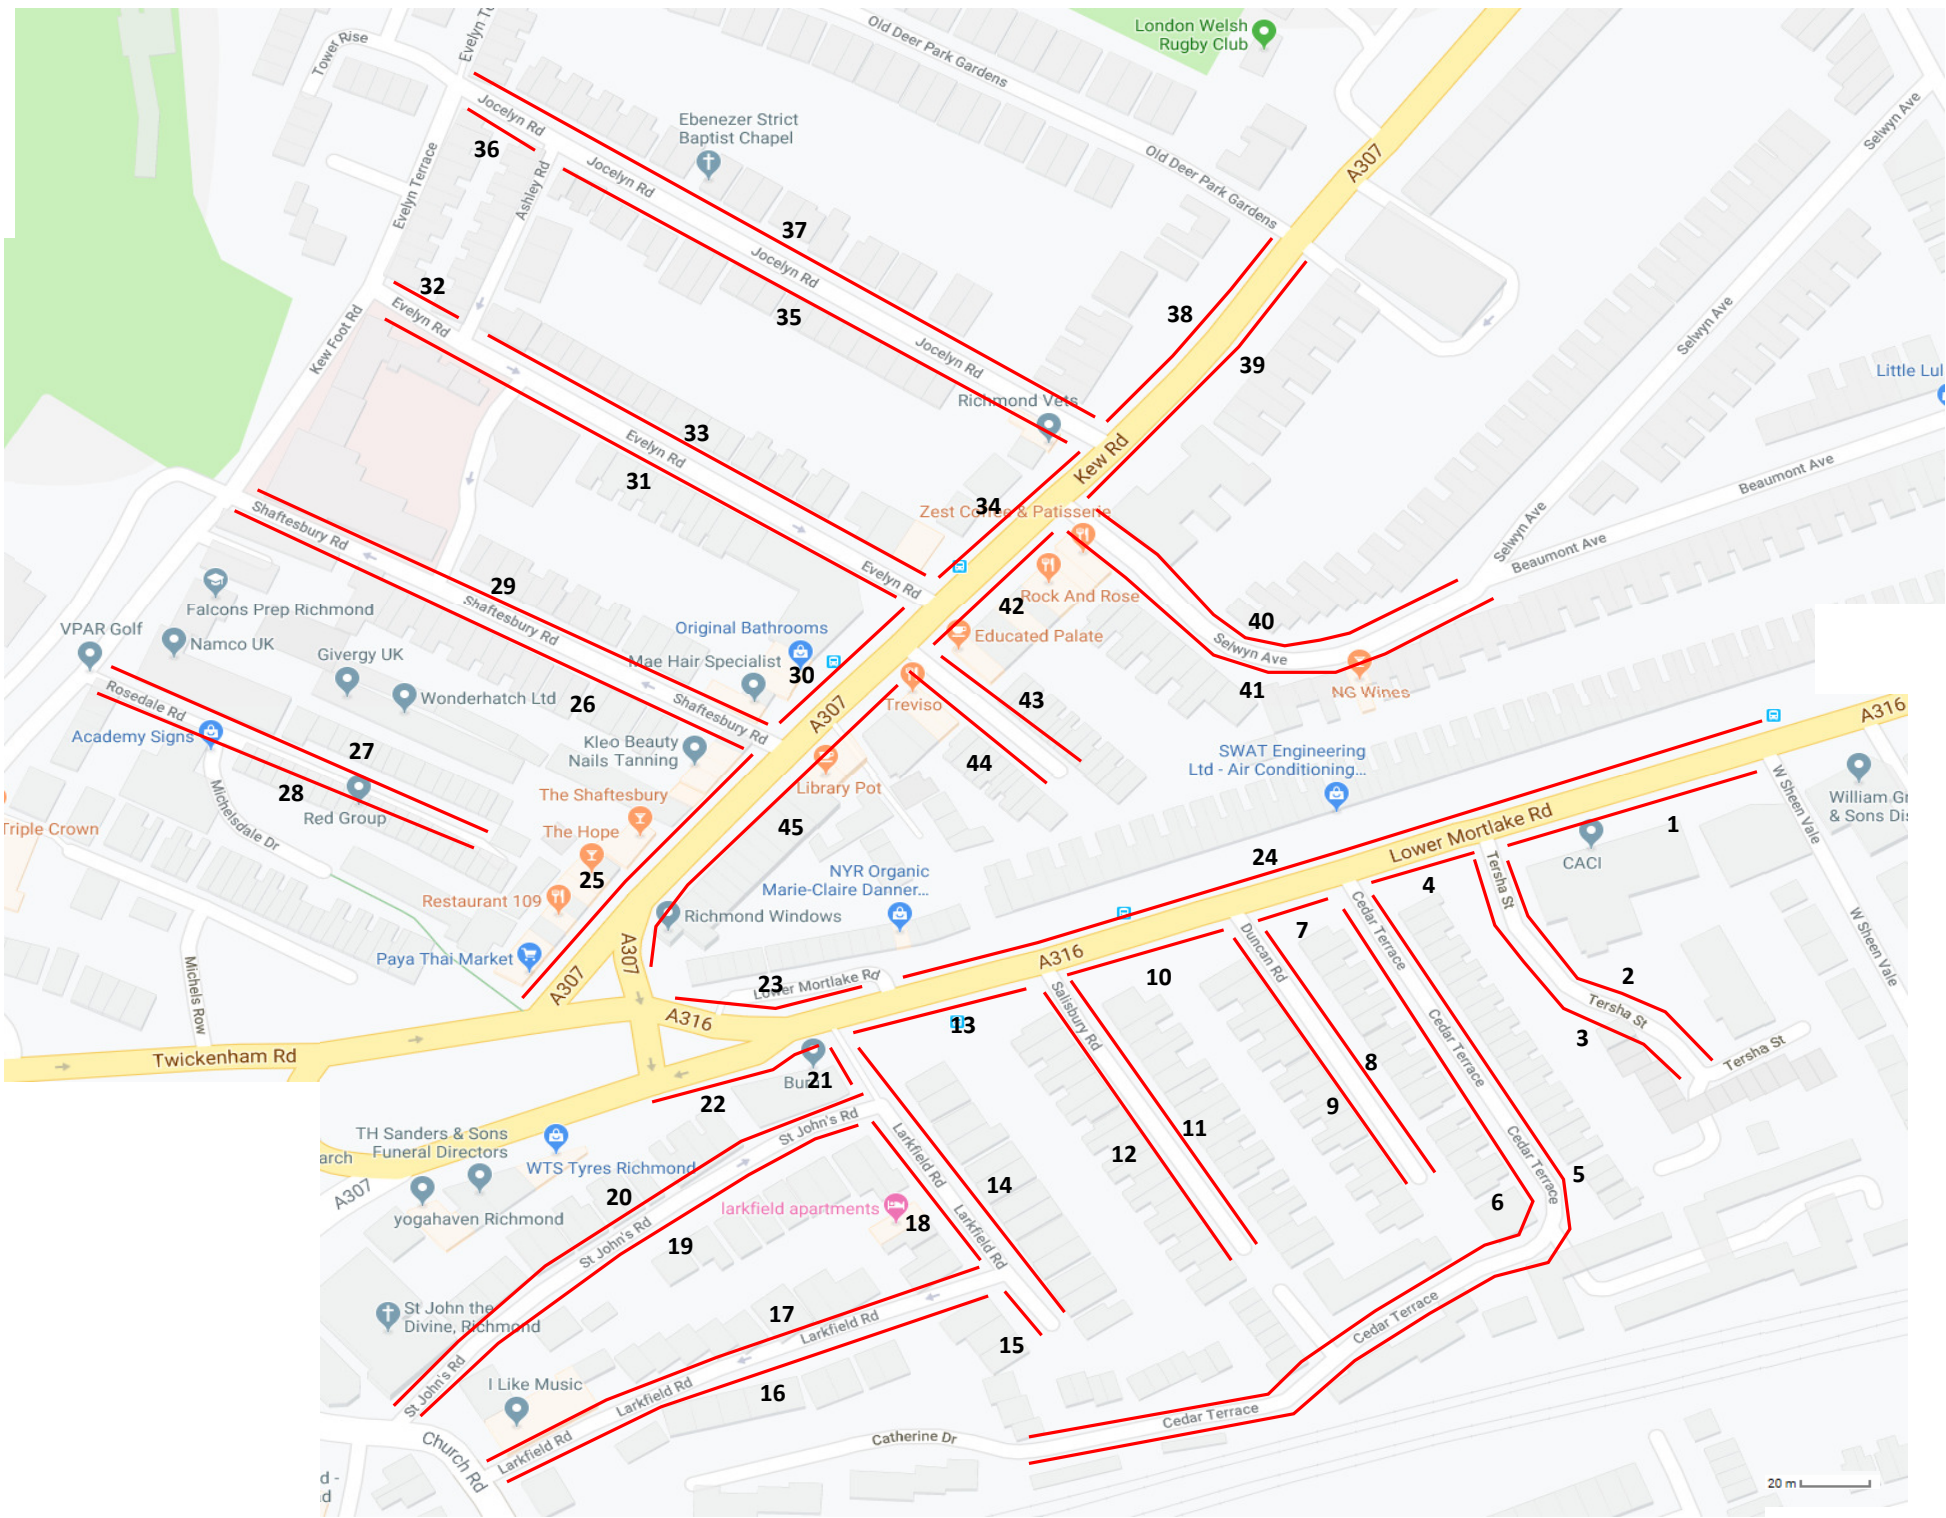 London Welsh
Rugby Club
Old Deer Park Gardens
Tower Rise
Jocelyn Rd
Ebenezer Strict
Baptist Chapel
36
Evelyn Terrace
Ashley Rd
Jocelyn Rd
Old Deer Park Gardens
A307
Selwyn Ave
37
Jocelyn Rd
32
Evelyn Rd
35
38
Kew Foot Rd
Jocelyn Rd
39
Selwyn Ave
Richmond Vets
33
Evelyn Rd
31
Kew Rd
34
Zest Coffee & Patisserie
Beaumont Ave
Selwyn Ave
Beaumont Ave
Shaftesbury Rd
29
Evelyn Rd
Rock And Rose
42
40
Falcons Prep Richmond
Shaftesbury Rd
VPAR Golf
Namco UK
Original Bathrooms
Educated Palate
Selwyn Ave
Givergy UK
Mae Hair Specialist
30
Wonderhatch Ltd
26
Treviso
43
41
NG Wines
Rosedale Rd
Shaftesbury Rd
A307
A316
Academy Signs
27
Kleo Beauty
Nails Tanning
44
SWAT Engineering
Ltd - Air Conditioning...
28
The Shaftesbury
Library Pot
William Gr
Red Group
Michelsdale Dr
The Hope
45
Lower Mortlake Rd
1
W Sheen Vale
Triple Crown
24
CACI
25
NYR Organic
Marie-Claire Danner...
4
Tersha St
Restaurant 109
Richmond Windows
Cedar Terrace
7
Duncan Rd
W Sheen Vale
Paya Thai Market
A307
A307
A316
10
2
23
Lower Mortlake Rd
Michels Row
Tersha St
Salisbury Rd
A316
13
3
Cedar Terrace
Twickenham Rd
Tersha St
8
21
22
9
St John's Rd
11
TH Sanders & Sons
Funeral Directors
WTS Tyres Richmond
Larkfield Rd
12
Cedar Terrace
5
A307
20
14
6
yogahaven Richmond
larkfield apartments
18
19
St John's Rd
Larkfield Rd
St John the
Divine, Richmond
17
Larkfield Rd
15
Cedar Terrace
St John's Rd
I Like Music
Larkfield Rd
16
Cedar Terrace
Church Rd
Larkfield Rd
Catherine Dr
20 m